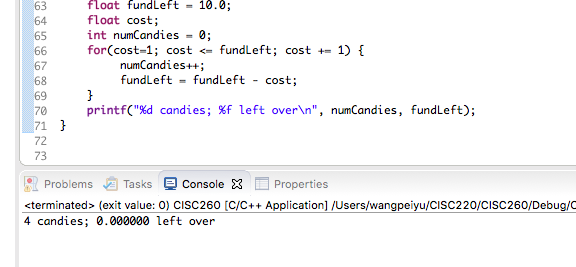 63 float fundLeft = 10.0;
64 float cost;
65 int numCandies = 0;
66 for(cost=1; cost <= fundLeft; cost += 1) {
67 numCandies++;
68 fundLeft = fundLeft - cost;
69 }
70 printf("%d candies; %f left over\n", numCandies, fundLeft);
71 }
72
73
Problems Tasks Console Properties
<terminated> (exit value: 0) CISC260 [C/C++ Application] /Users/wangpeiyu/CISC220/CISC260/Debug/C
4 candies; 0.000000 left over